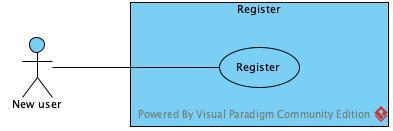 Register
Register
New user
Powered By Visual Paradigm Community Edition